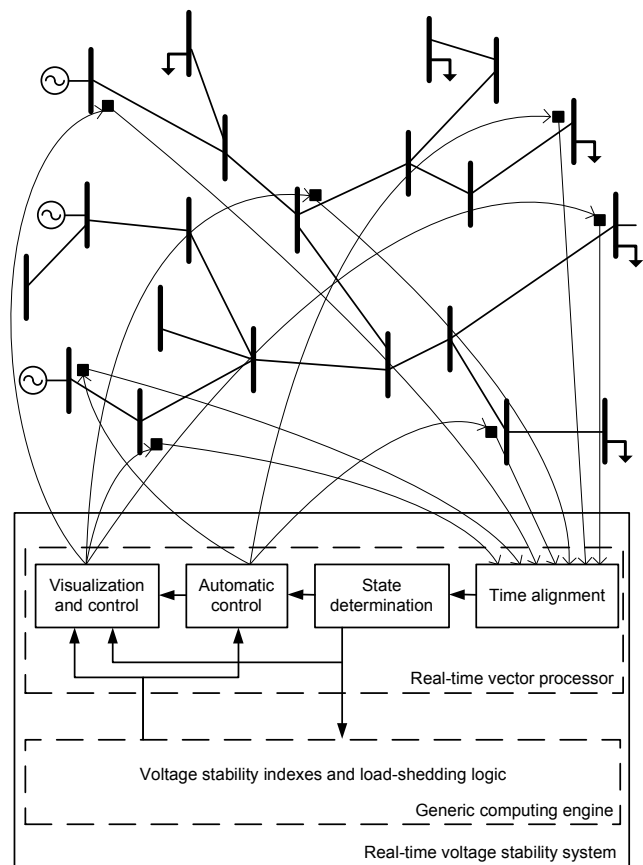 Visualization
and control
Automatic
control
State
determination
Time alignment
Real-time vector processor
Voltage stability indexes and load-shedding logic
Generic computing engine
Real-time voltage stability system